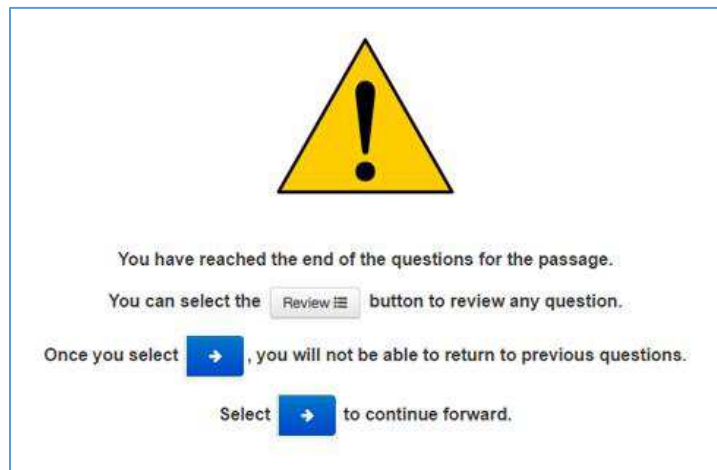 You have reached the end of the questions for the passage.
You can select the Review button to review any question.
Once you select , you will not be able to return to previous questions.
Select to continue forward.